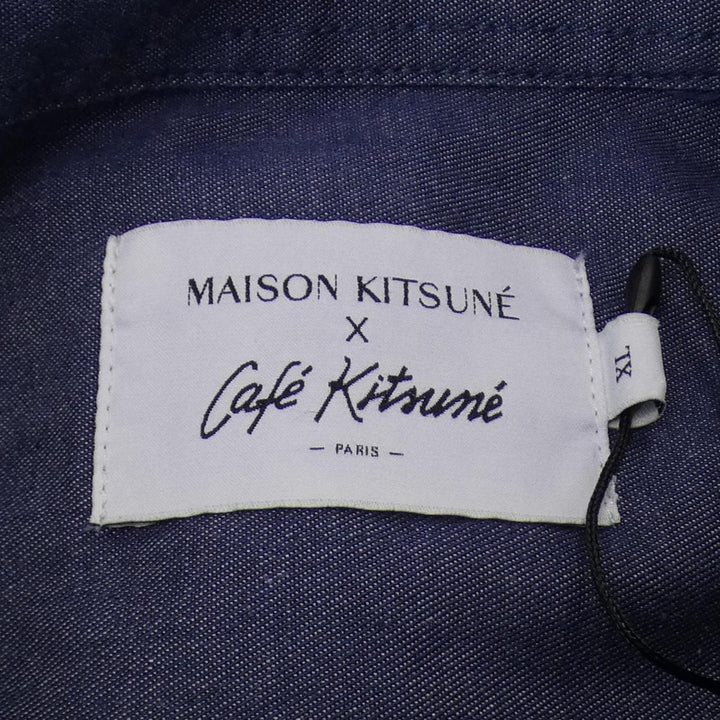 MAISON KITSUNÉ
X
Café Kitsuné
— PARIS —
XL